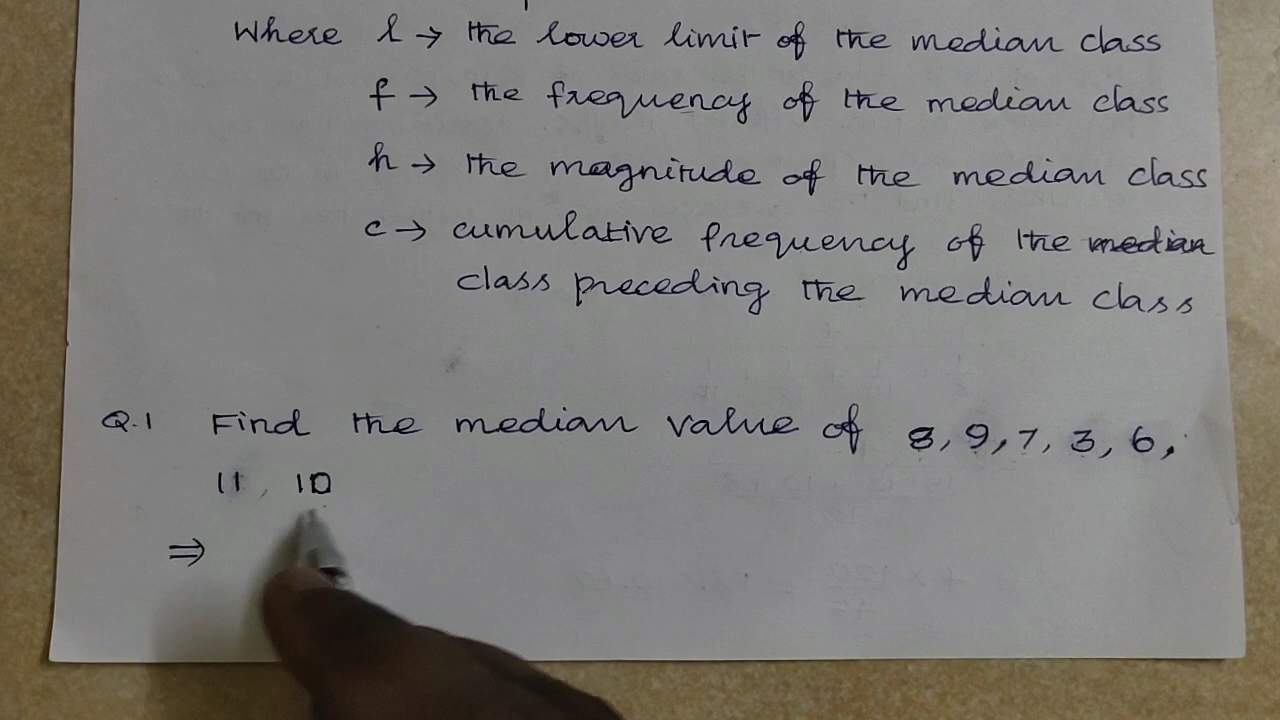 Where l → the lower limit of the median class
f → the frequency of the median class
h → the magnitude of the median class
c → cumulative frequency of the median
class preceding the median class
Q.1 Find the median value of 8, 9, 7, 3, 6,
11, 10
⇒